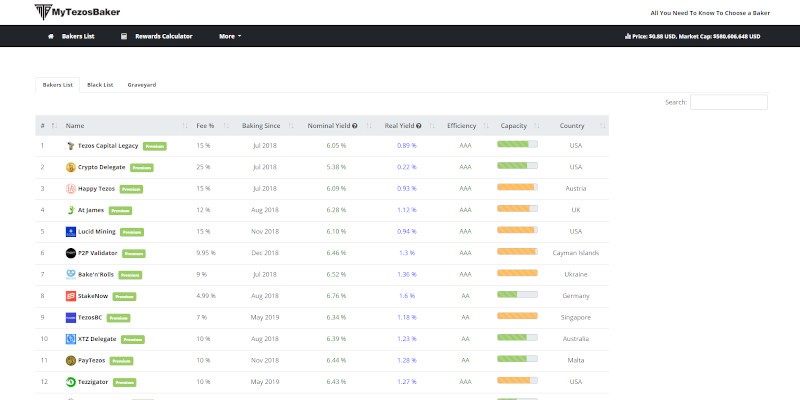 MyTezosBaker All You Need To Know To Choose a Baker
Bakers List Rewards Calculator More Price: $0.88 USD, Market Cap: $580,606,648 USD
Bakers List Black List Graveyard
Search:
# Name Fee % Baking Since Nominal Yield Real Yield Efficiency Capacity Country
1 Tezos Capital Legacy Premium 15 % Jul 2018 6.05 % 0.89 % AAA USA
2 Crypto Delegate Premium 25 % Jul 2018 5.38 % 0.22 % AAA USA
3 Happy Tezos Premium 15 % Jul 2018 6.09 % 0.93 % AAA Austria
4 At James Premium 12 % Aug 2018 6.28 % 1.12 % AAA UK
5 Lucid Mining Premium 15 % Nov 2018 6.10 % 0.94 % AAA USA
6 P2P Validator Premium 9.95 % Dec 2018 6.46 % 1.3 % AAA Cayman Islands
7 Bake'n'Rolls Premium 9 % Jul 2018 6.52 % 1.36 % AAA Ukraine
8 StakeNow Premium 4.99 % Aug 2018 6.76 % 1.6 % AA Germany
9 TezosBC Premium 7 % May 2019 6.34 % 1.18 % AAA Singapore
10 XTZ Delegate Premium 10 % Aug 2018 6.39 % 1.23 % AA Australia
11 PayTezos Premium 10 % Nov 2018 6.44 % 1.28 % AA Malta
12 Tezzigator Premium 10 % May 2019 6.43 % 1.27 % AAA USA